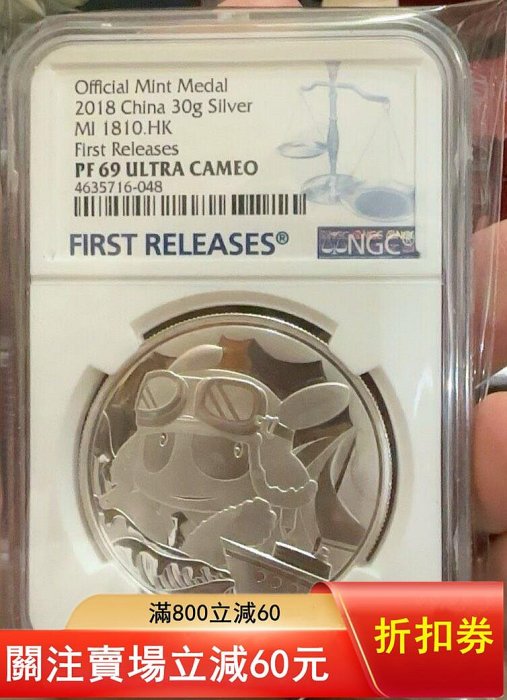 Official Mint Medal
2018 China 30g Silver
MI 1810.HK
First Releases
PF 69 ULTRA CAMEO
4635716-048
FIRST RELEASES®
NGC
滿800立減60
關注賣場立減60元
折扣券